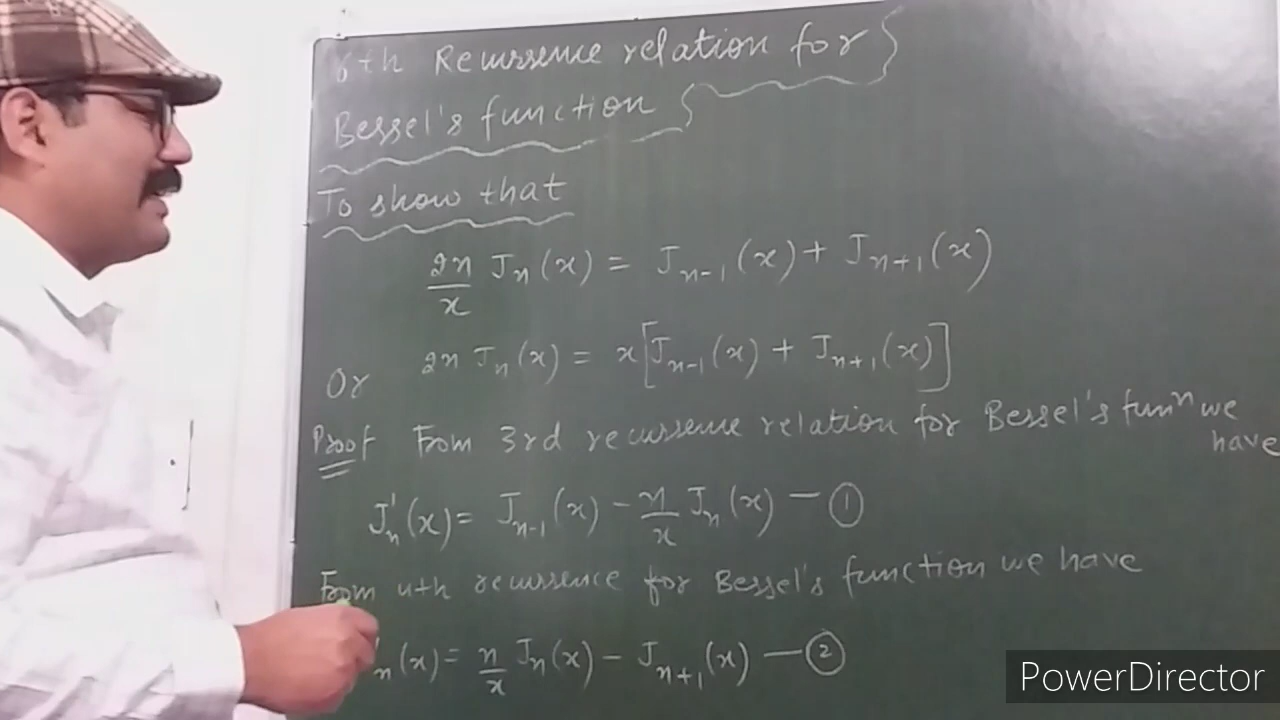 6th Recurrence relation for
Bessel's function
To show that
2n/x Jn(x) = Jn-1(x) + Jn+1(x)
Or 2n Jn(x) = x[Jn-1(x) + Jn+1(x)]
Proof From 3rd recurrence relation for Bessel's funⁿ we have
J'n(x) = Jn-1(x) - n/x Jn(x) — ①
From 4th recurrence for Bessel's function we have
n(x) = n/x Jn(x) - Jn+1(x) — ②
PowerDirector